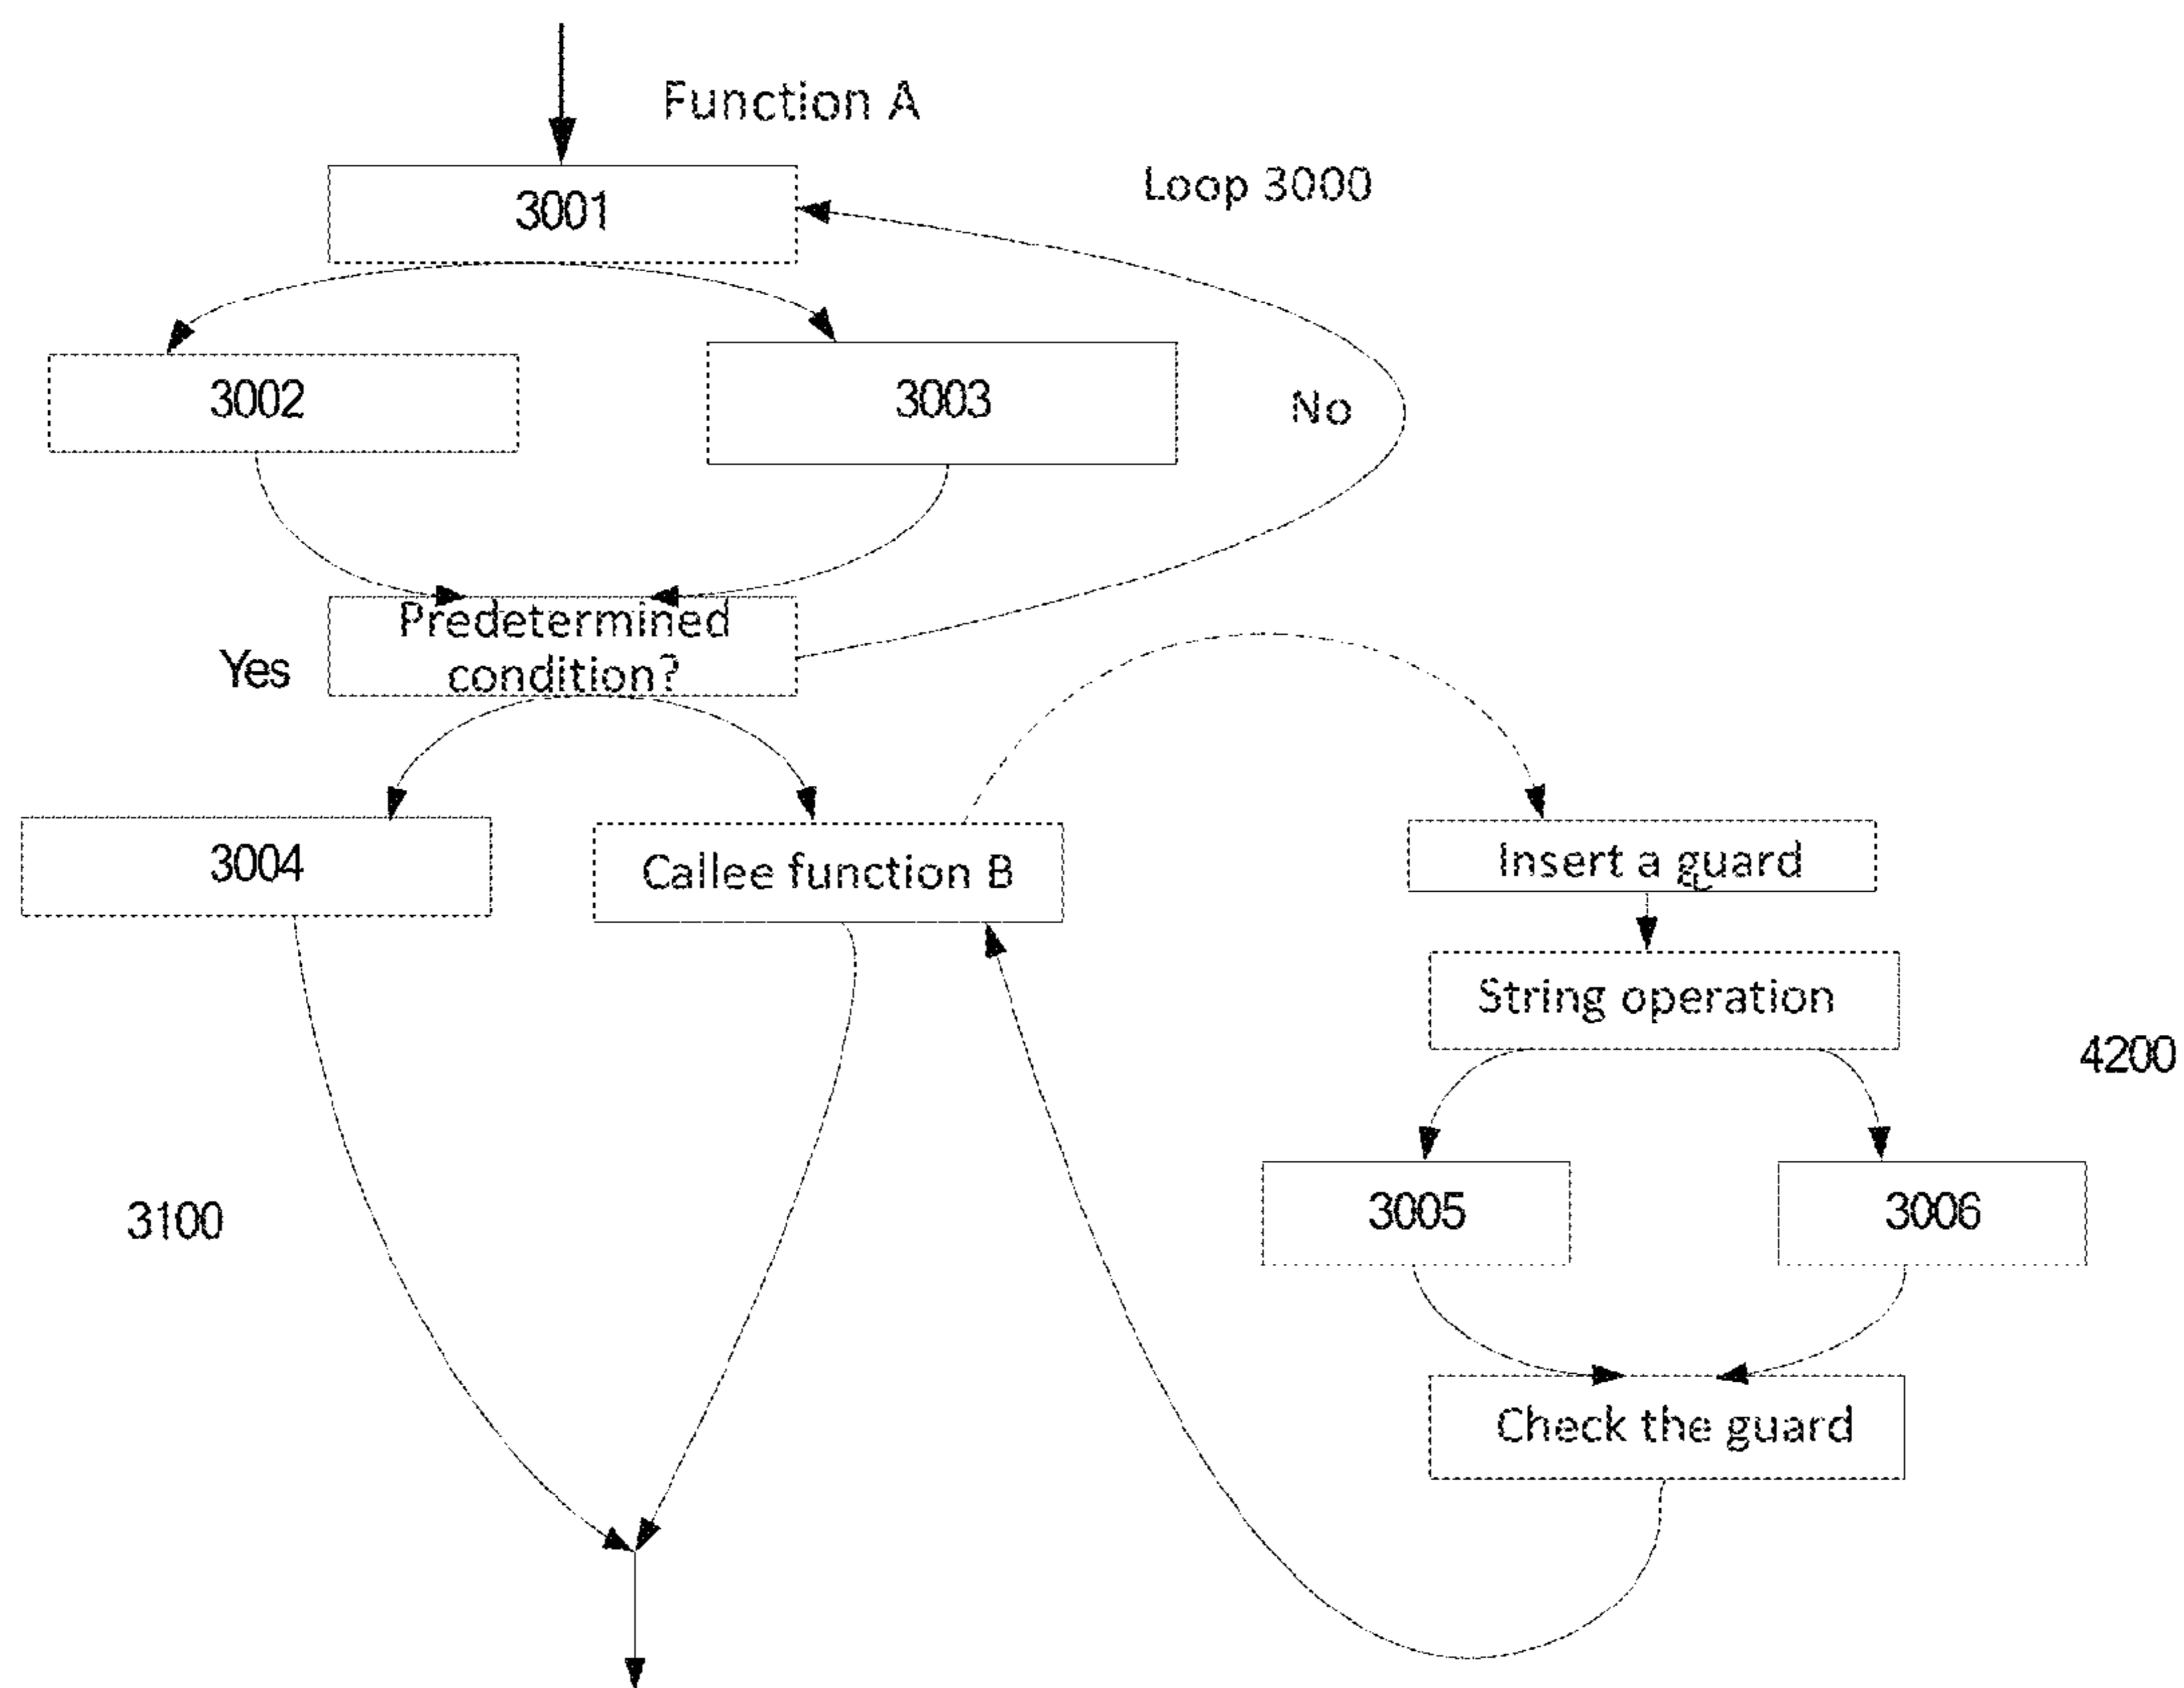 Function A
Loop 3000
3001
3002
3003
No
Predetermined
condition?
Yes
3004
Callee function B
Insert a guard
String operation
4200
3005
3006
3100
Check the guard